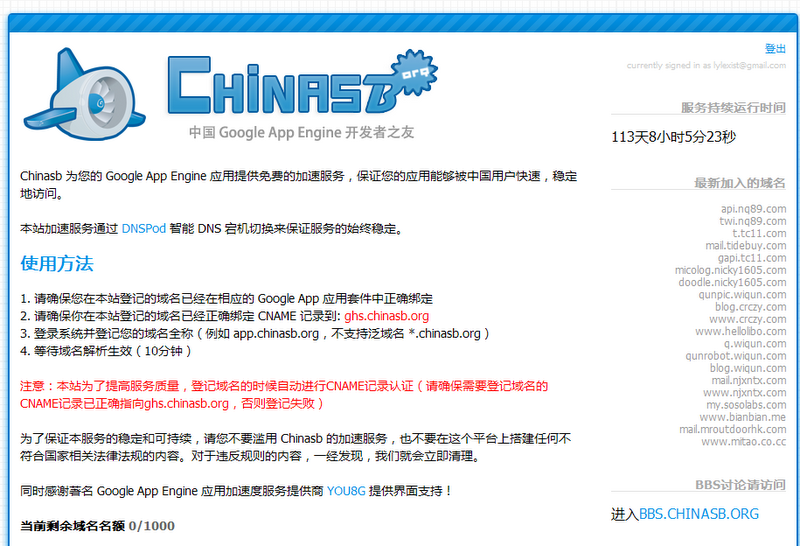 登出
currently signed in as lylexist@gmail.com
CHINASB.org
中国 Google App Engine 开发者之友
Chinasb 为您的 Google App Engine 应用提供免费的加速服务，保证您的应用能够被中国用户快速，稳定
地访问。
本站加速服务通过 DNSPod 智能 DNS 宕机切换来保证服务的始终稳定。
使用方法
1. 请确保您在本站登记的域名已经在相应的 Google App 应用套件中正确绑定
2. 请确保你在本站登记的域名已经正确绑定 CNAME 记录到: ghs.chinasb.org
3. 登录系统并登记您的域名全称（例如 app.chinasb.org，不支持泛域名 *.chinasb.org）
4. 等待域名解析生效（10分钟）
注意：本站为了提高服务质量，登记域名的时候自动进行CNAME记录认证（请确保需要登记域名的
CNAME记录已正确指向ghs.chinasb.org，否则登记失败）
为了保证本服务的稳定和可持续，请您不要滥用 Chinasb 的加速服务，也不要在这个平台上搭建任何不
符合国家相关法律法规的内容。对于违反规则的内容，一经发现，我们就会立即清理。
同时感谢著名 Google App Engine 应用加速度服务提供商 YOU8G 提供界面支持！
当前剩余域名名额 0/1000
服务持续运行时间
113天8小时5分23秒
最新加入的域名
api.nq89.com
twi.nq89.com
t.tc11.com
mail.tidebuy.com
gapi.tc11.com
micolog.nicky1605.com
doodle.nicky1605.com
qunpic.wiqun.com
blog.crczy.com
www.crczy.com
www.hellolibo.com
q.wiqun.com
qunrobot.wiqun.com
blog.wiqun.com
mail.njxntx.com
www.njxntx.com
my.sosolabs.com
www.bianbian.me
mail.mroutdoorhk.com
www.mitao.co.cc
BBS讨论请访问
进入BBS.CHINASB.ORG